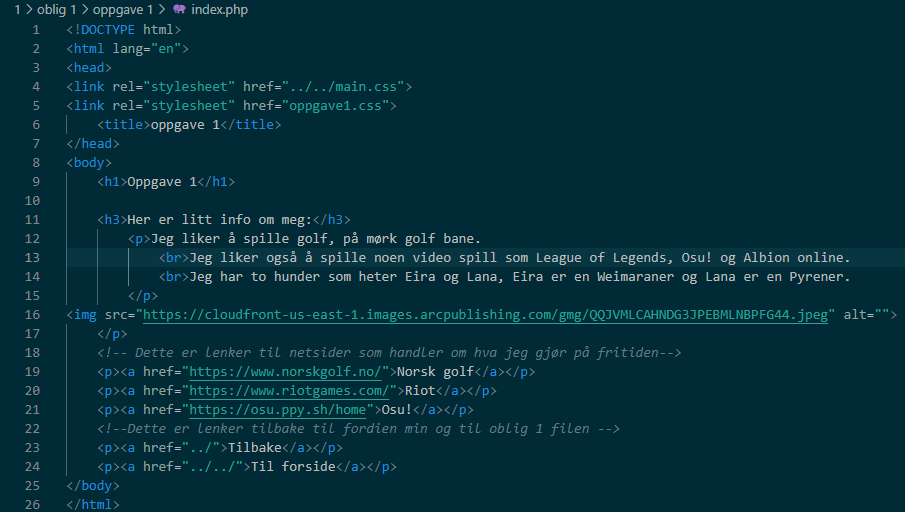 1 > oblig 1 > oppgave 1 > index.php
1 <!DOCTYPE html>
2 <html lang="en">
3 <head>
4 <link rel="stylesheet" href="../../main.css">
5 <link rel="stylesheet" href="oppgave1.css">
6 <title>oppgave 1</title>
7 </head>
8 <body>
9 <h1>Oppgave 1</h1>
10
11 <h3>Her er litt info om meg:</h3>
12 <p>Jeg liker å spille golf, på mørk golf bane.
13 <br>Jeg liker også å spille noen video spill som League of Legends, Osu! og Albion online.
14 <br>Jeg har to hunder som heter Eira og Lana, Eira er en Weimaraner og Lana er en Pyrener.
15 </p>
16 <img src="https://cloudfront-us-east-1.images.arcpublishing.com/gmg/QQJVMLCAHNDG3JPEBMLNBPFG44.jpeg" alt="">
17 </p>
18 <!-- Dette er lenker til netsider som handler om hva jeg gjør på fritiden-->
19 <p><a href="https://www.norskgolf.no/">Norsk golf</a></p>
20 <p><a href="https://www.riotgames.com/">Riot</a></p>
21 <p><a href="https://osu.ppy.sh/home">Osu!</a></p>
22 <!--Dette er lenker tilbake til fordien min og til oblig 1 filen -->
23 <p><a href="../">Tilbake</a></p>
24 <p><a href="../../">Til forside</a></p>
25 </body>
26 </html>